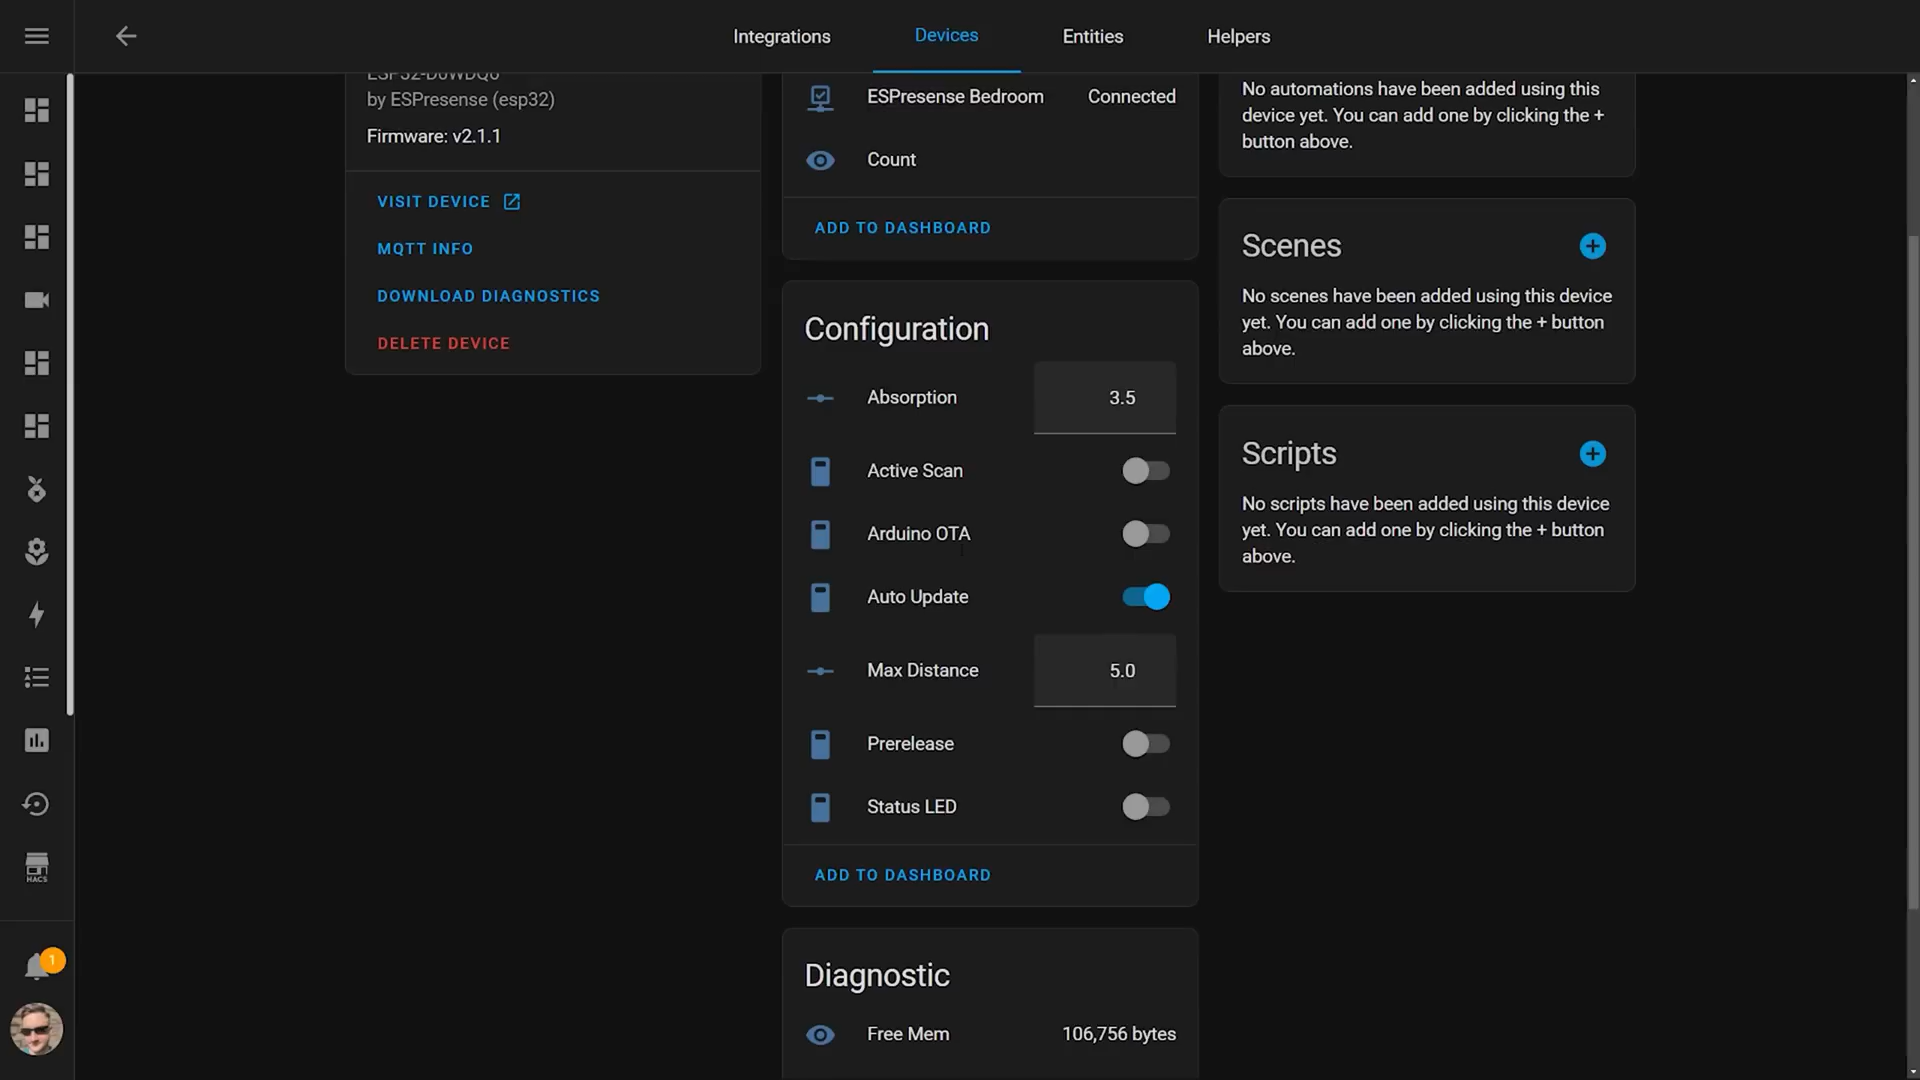 Integrations
Devices
Entities
Helpers
ESP32-D0WDQ6
by ESPresense (esp32)
Firmware: v2.1.1
VISIT DEVICE
MQTT INFO
DOWNLOAD DIAGNOSTICS
DELETE DEVICE
ESPresense Bedroom Connected
Count
ADD TO DASHBOARD
Configuration
Absorption 3.5
Active Scan
Arduino OTA
Auto Update
Max Distance 5.0
Prerelease
Status LED
ADD TO DASHBOARD
Diagnostic
Free Mem 106,756 bytes
No automations have been added using this
device yet. You can add one by clicking the +
button above.
Scenes
No scenes have been added using this device
yet. You can add one by clicking the + button
above.
Scripts
No scripts have been added using this device
yet. You can add one by clicking the + button
above.
HACS
1